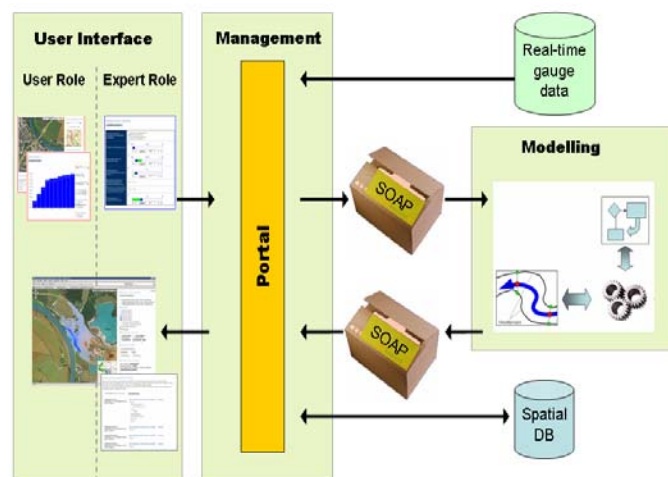 User Interface
User Role
Expert Role
Management
Portal
Real-time
gauge
data
Modelling
SOAP
SOAP
Spatial
DB